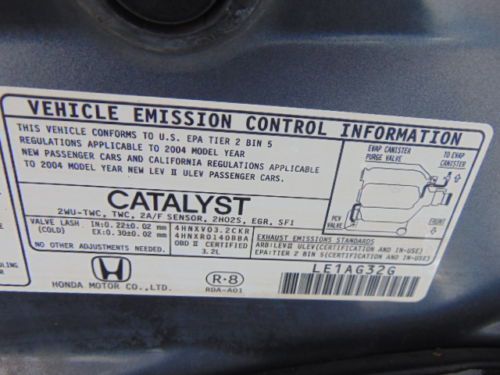 VEHICLE EMISSION CONTROL INFORMATION
THIS VEHICLE CONFORMS TO U.S. EPA TIER 2 BIN 5
REGULATIONS APPLICABLE TO 2004 MODEL YEAR
NEW PASSENGER CARS AND CALIFORNIA REGULATIONS APPLICABLE
TO 2004 MODEL YEAR NEW LEV II ULEV PASSENGER CARS.
EVAP CANISTER
PURGE VALVE
TO EVAP
CANISTER
PCV
VALVE
FRONT
CATALYST
2WU-TWC, TWC, 2A/F SENSOR, 2HO2S, EGR, SFI
VALVE LASH IN:0.22±0.02 mm
(COLD) EX:0.30±0.02 mm
NO OTHER ADJUSTMENTS NEEDED.
4HNXV03.2CKR
4HNXR0140BBA
OBD II CERTIFIED
3.2L
EXHAUST EMISSIONS STANDARDS
ARB:LEV II ULEV(CERTIFICATION AND IN-USE)
EPA:TIER 2 BIN 5(CERTIFICATION AND IN-USE)
HONDA MOTOR CO.,LTD.
R-8
RDA-A01
LE1AG32G